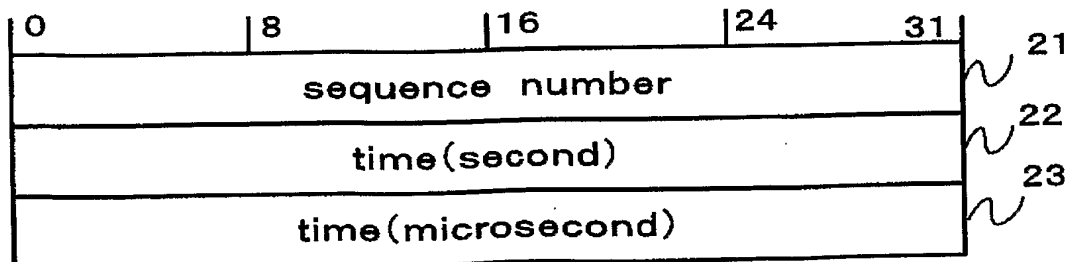 0 8 16 24 31
sequence number 21
time(second) 22
time(microsecond) 23